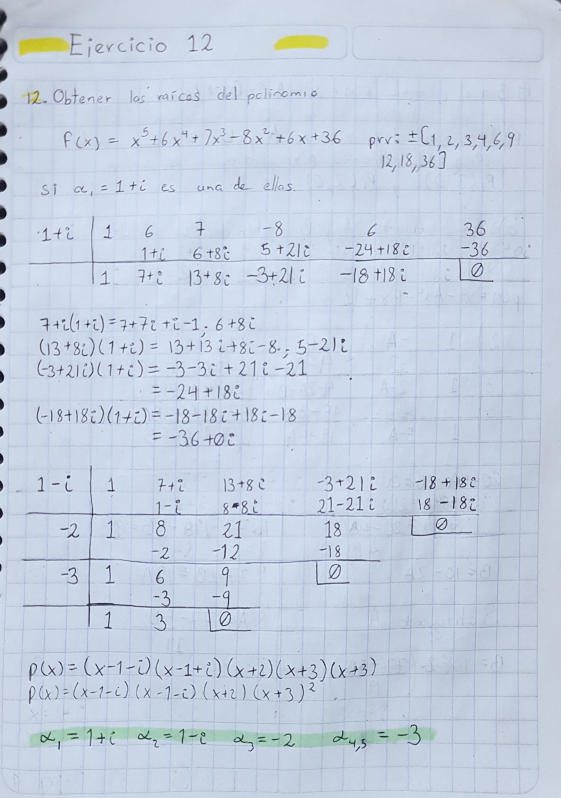 Ejercicio 12
12. Obtener las raíces del polinomio
f(x) = x⁵+6x⁴+7x³-8x²+6x+36 prv: ±[1,2,3,4,6,9
12,18,36]
si α₁ = 1+i es una de ellas.
1+i | 1 6 7 -8 6 36
1+i 6+8i 5+21i -24+18i -36
1 7+i 13+8i -3+21i -18+18i 0
7+i(1+i) = 7+7i+i-1; 6+8i
(13+8i)(1+i) = 13+13i+8i-8; 5-21i
(-3+21i)(1+i) = -3-3i+21i-21
= -24+18i
(-18+18i)(1+i) = -18-18i+18i-18
= -36+0i
1-i | 1 7+i 13+8i -3+21i -18+18i
1-i 8-8i 21-21i 18-18i
-2 | 1 8 21 18 0
-2 -12 -18
-3 | 1 6 9 0
-3 -9
1 3 0
p(x) = (x-1-i)(x-1+i)(x+2)(x+3)(x+3)
p(x) = (x-1-i)(x-1-i)(x+2)(x+3)².
α₁ = 1+i α₂ = 1-i α₃ = -2 α₄,₅ = -3